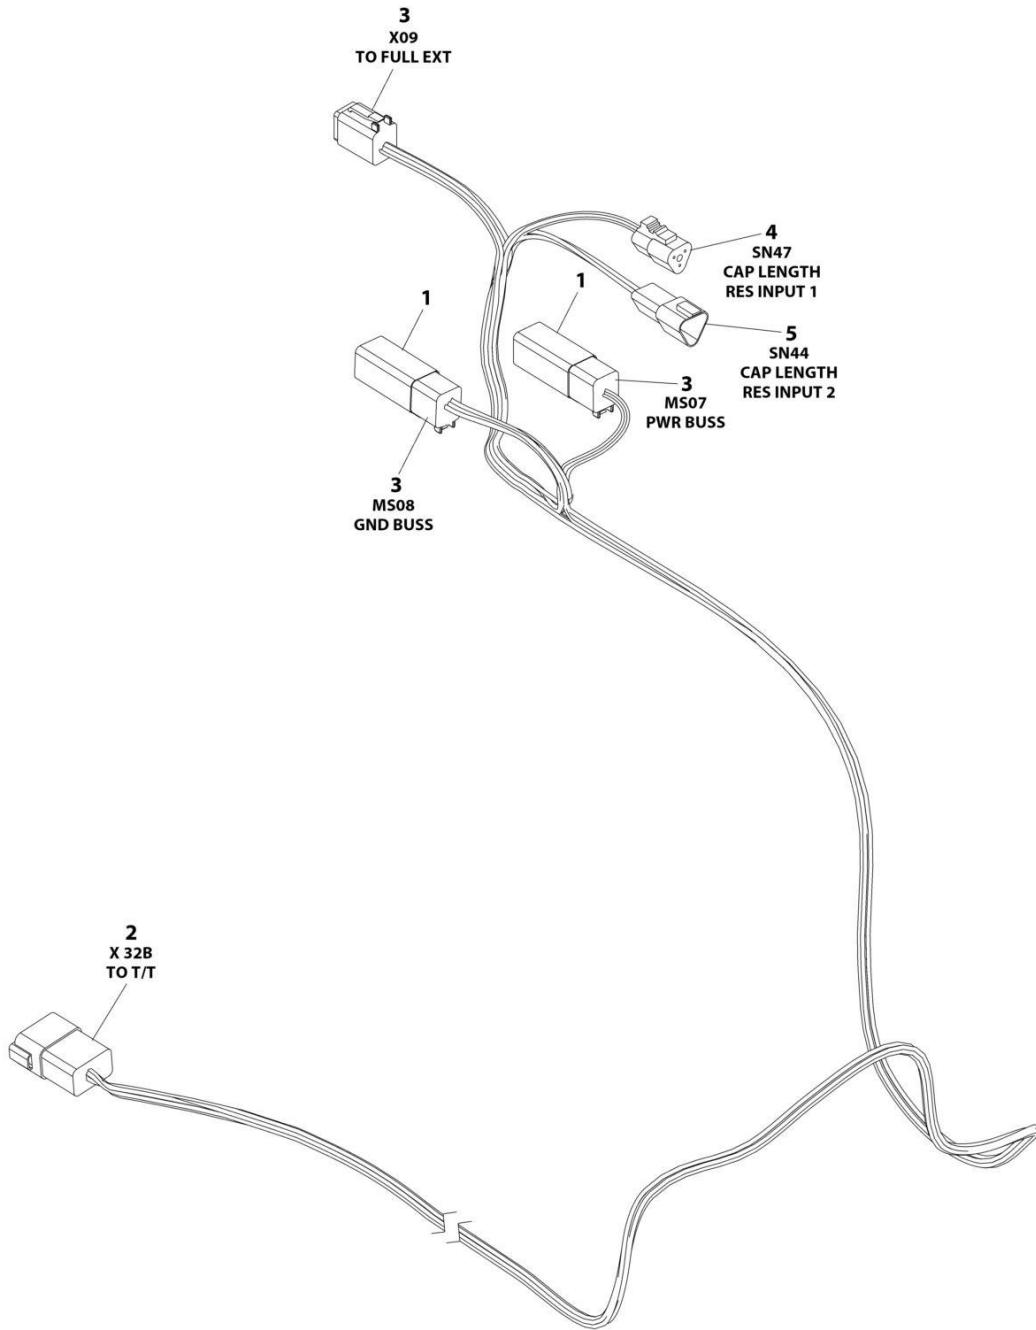 3
X09
TO FULL EXT
4
SN47
CAP LENGTH
RES INPUT 1
1
1
5
SN44
CAP LENGTH
RES INPUT 2
3
MS07
PWR BUSS
3
MS08
GND BUSS
2
X 32B
TO T/T